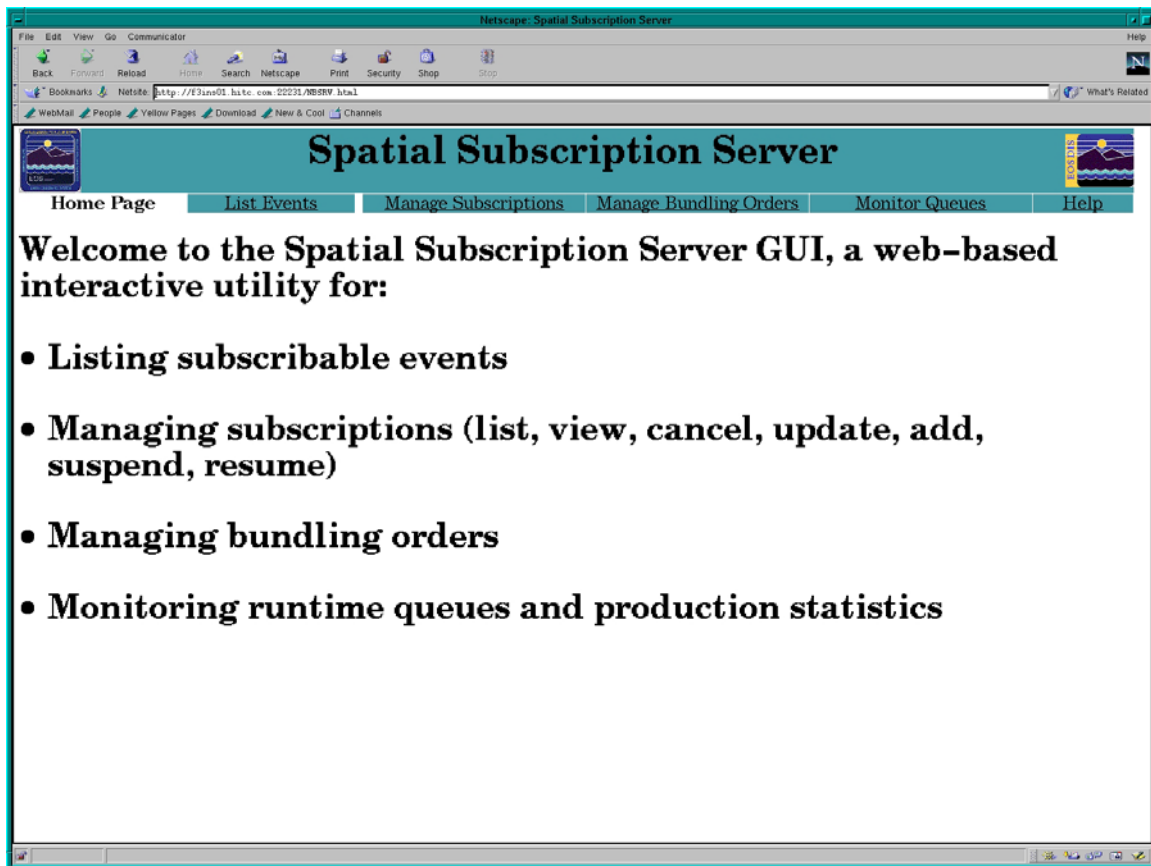 Netscape: Spatial Subscription Server
File Edit View Go Communicator Help
Back Forward Reload Home Search Netscape Print Security Shop Stop
N
Bookmarks Netsite: http://f3ins01.hitc.com:22231/NBSRV.html What's Related
WebMail People Yellow Pages Download New & Cool Channels
Spatial Subscription Server
EOS
EOSDIS
Home Page List Events Manage Subscriptions Manage Bundling Orders Monitor Queues Help
Welcome to the Spatial Subscription Server GUI, a web-based
interactive utility for:
• Listing subscribable events
• Managing subscriptions (list, view, cancel, update, add,
suspend, resume)
• Managing bundling orders
• Monitoring runtime queues and production statistics